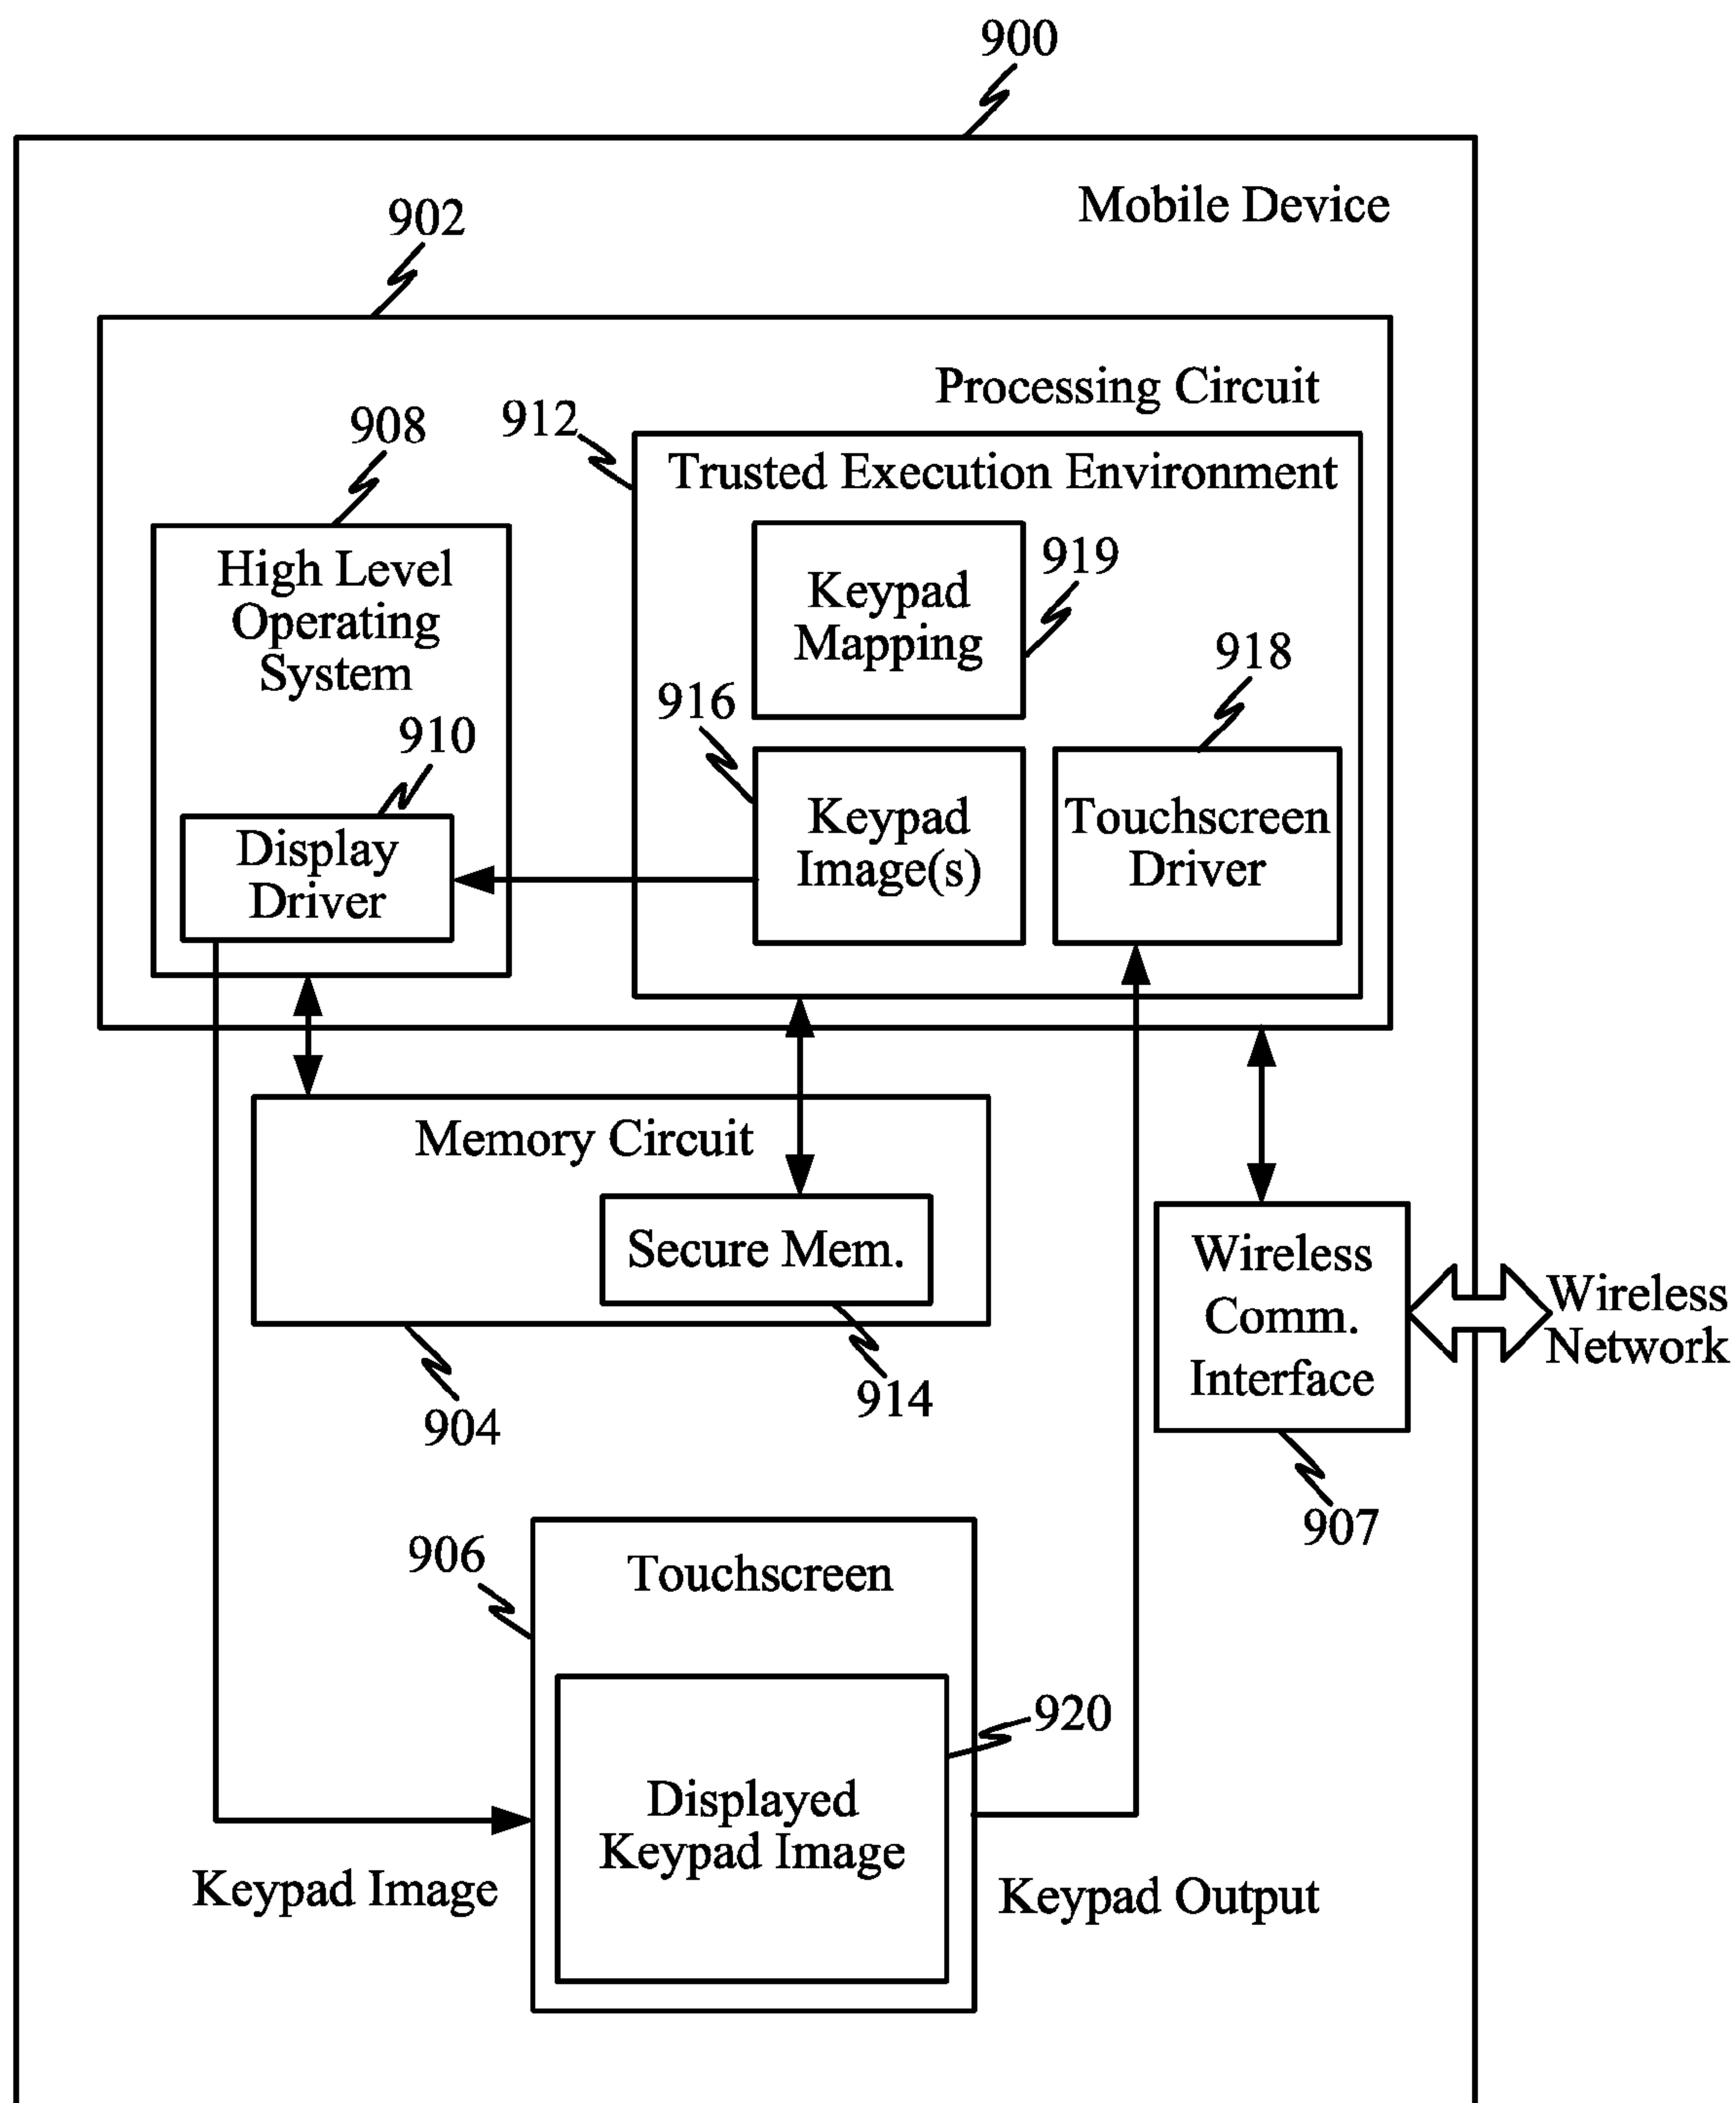 900
Mobile Device
902
Processing Circuit
908
912
Trusted Execution Environment
High Level
Operating
System
Keypad
Mapping
919
918
916
910
Display
Driver
Keypad
Image(s)
Touchscreen
Driver
Memory Circuit
Secure Mem.
904
914
Wireless
Comm.
Interface
Wireless
Network
907
906
Touchscreen
920
Displayed
Keypad Image
Keypad Image
Keypad Output